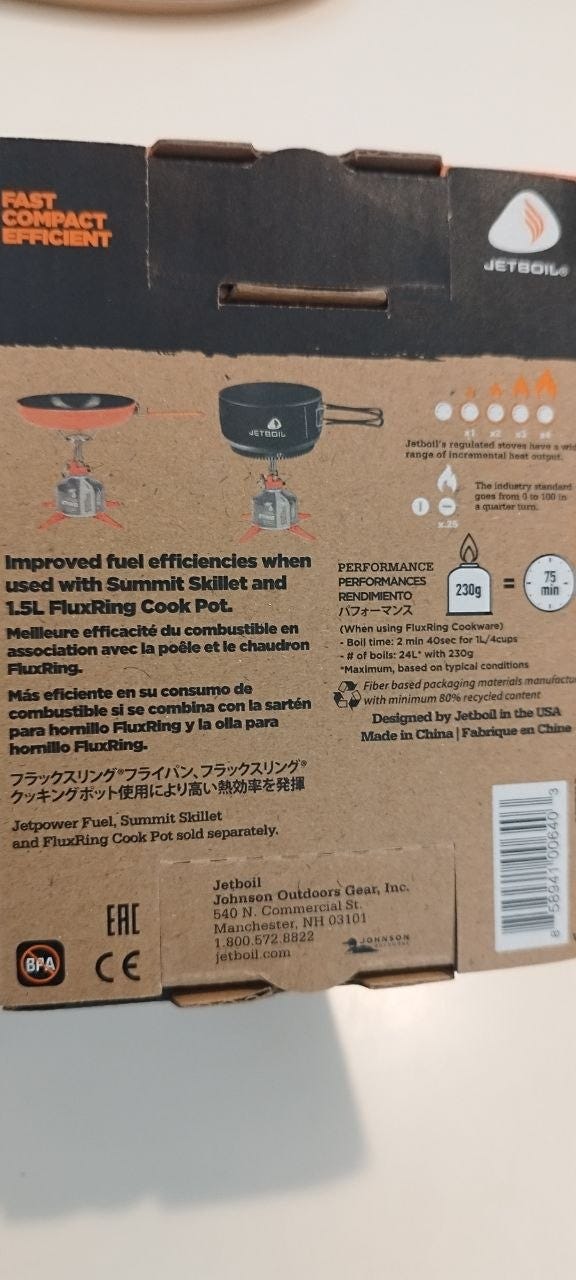 FAST
COMPACT
EFFICIENT
JETBOIL®
JETBOIL
x1 x2 x3 x4
Jetboil's regulated stoves have a
range of incremental heat output.
The industry standard
goes from 0 to 100 in
a quarter turn.
x.25
Improved fuel efficiencies when
used with Summit Skillet and
1.5L FluxRing Cook Pot.
Meilleure efficacité du combustible en
association avec la poêle et le chaudron
FluxRing.
Más eficiente en su consumo de
combustible si se combina con la sartén
para hornillo FluxRing y la olla para
hornillo FluxRing.
フラックスリング®フライパン、フラックスリング®
クッキングポット使用により高い熱効率を発揮
Jetpower Fuel, Summit Skillet
and FluxRing Cook Pot sold separately.
PERFORMANCE
PERFORMANCES
RENDIMIENTO
パフォーマンス
230g = 75 min
(When using FluxRing Cookware)
- Boil time: 2 min 40sec for 1L/4cups
- # of boils: 24L* with 230g
*Maximum, based on typical conditions
Fiber based packaging materials
with minimum 80% recycled content
Designed by Jetboil in the USA
Made in China | Fabrique en Chine
Jetboil
Johnson Outdoors Gear, Inc.
540 N. Commercial St.
Manchester, NH 03101
1.800.572.8822
jetboil.com
JOHNSON
OUTDOORS
EAC
BPA
CE
8 58941 00640 3